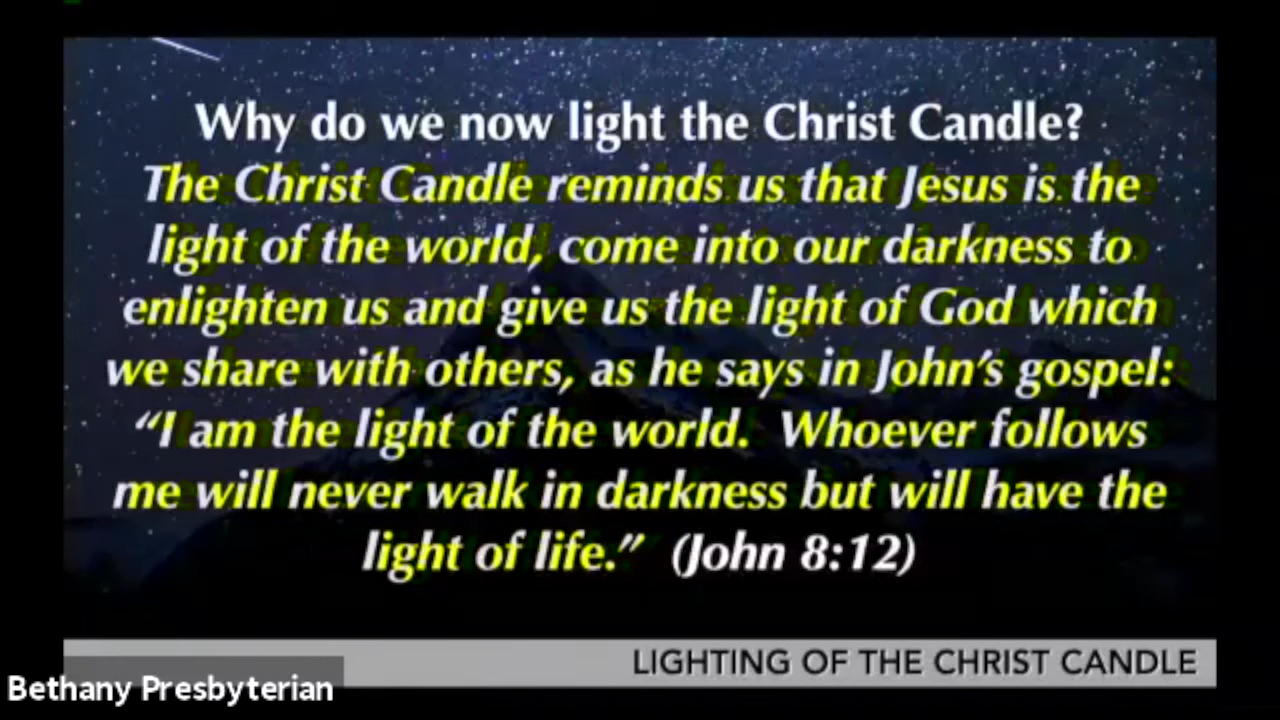 Why do we now light the Christ Candle?
The Christ Candle reminds us that Jesus is the
light of the world, come into our darkness to
enlighten us and give us the light of God which
we share with others, as he says in John’s gospel:
“I am the light of the world.  Whoever follows
me will never walk in darkness but will have the
light of life.”  (John 8:12)
LIGHTING OF THE CHRIST CANDLE
Bethany Presbyterian